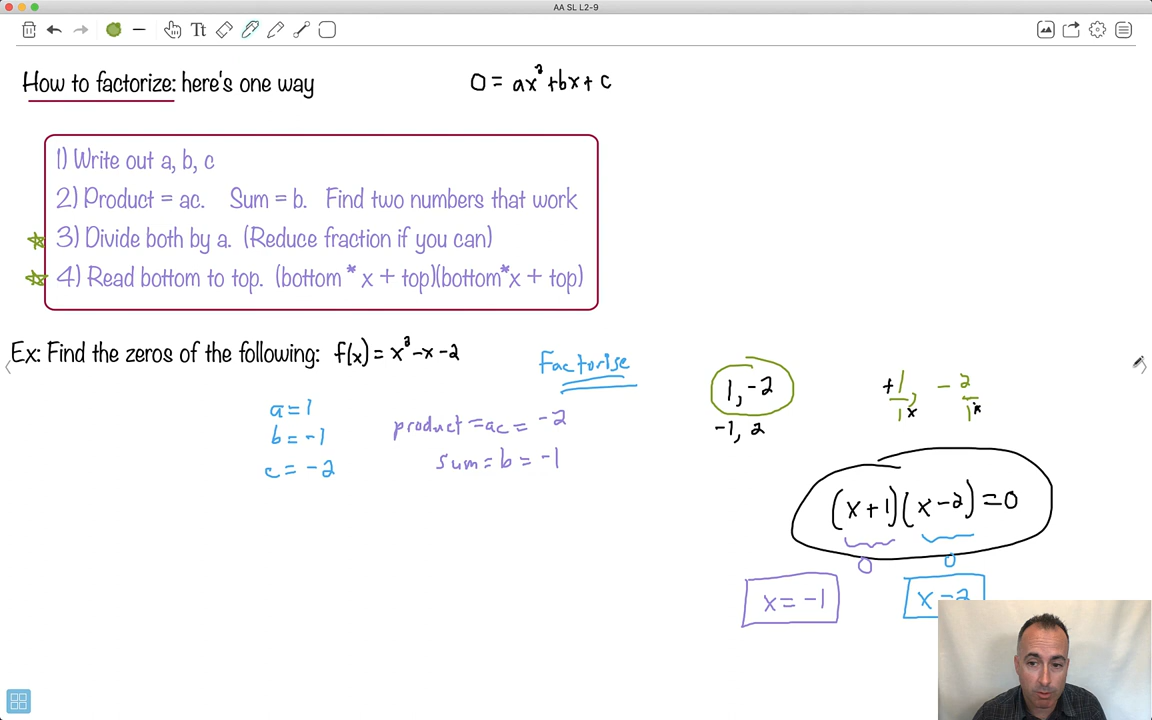 AA SL L2-9
Tt
How to factorize: here's one way
0 = ax² + bx + c
1) Write out a, b, c
2) Product = ac. Sum = b. Find two numbers that work
3) Divide both by a. (Reduce fraction if you can)
4) Read bottom to top. (bottom * x + top)(bottom*x + top)
Ex: Find the zeros of the following: f(x) = x² - x - 2
Factorise
a = 1
b = -1
c = -2
product = ac = -2
sum = b = -1
1, -2
-1, 2
+1/1x, -2/1x
(x+1)(x-2) = 0
0 0
x = -1
x = 2